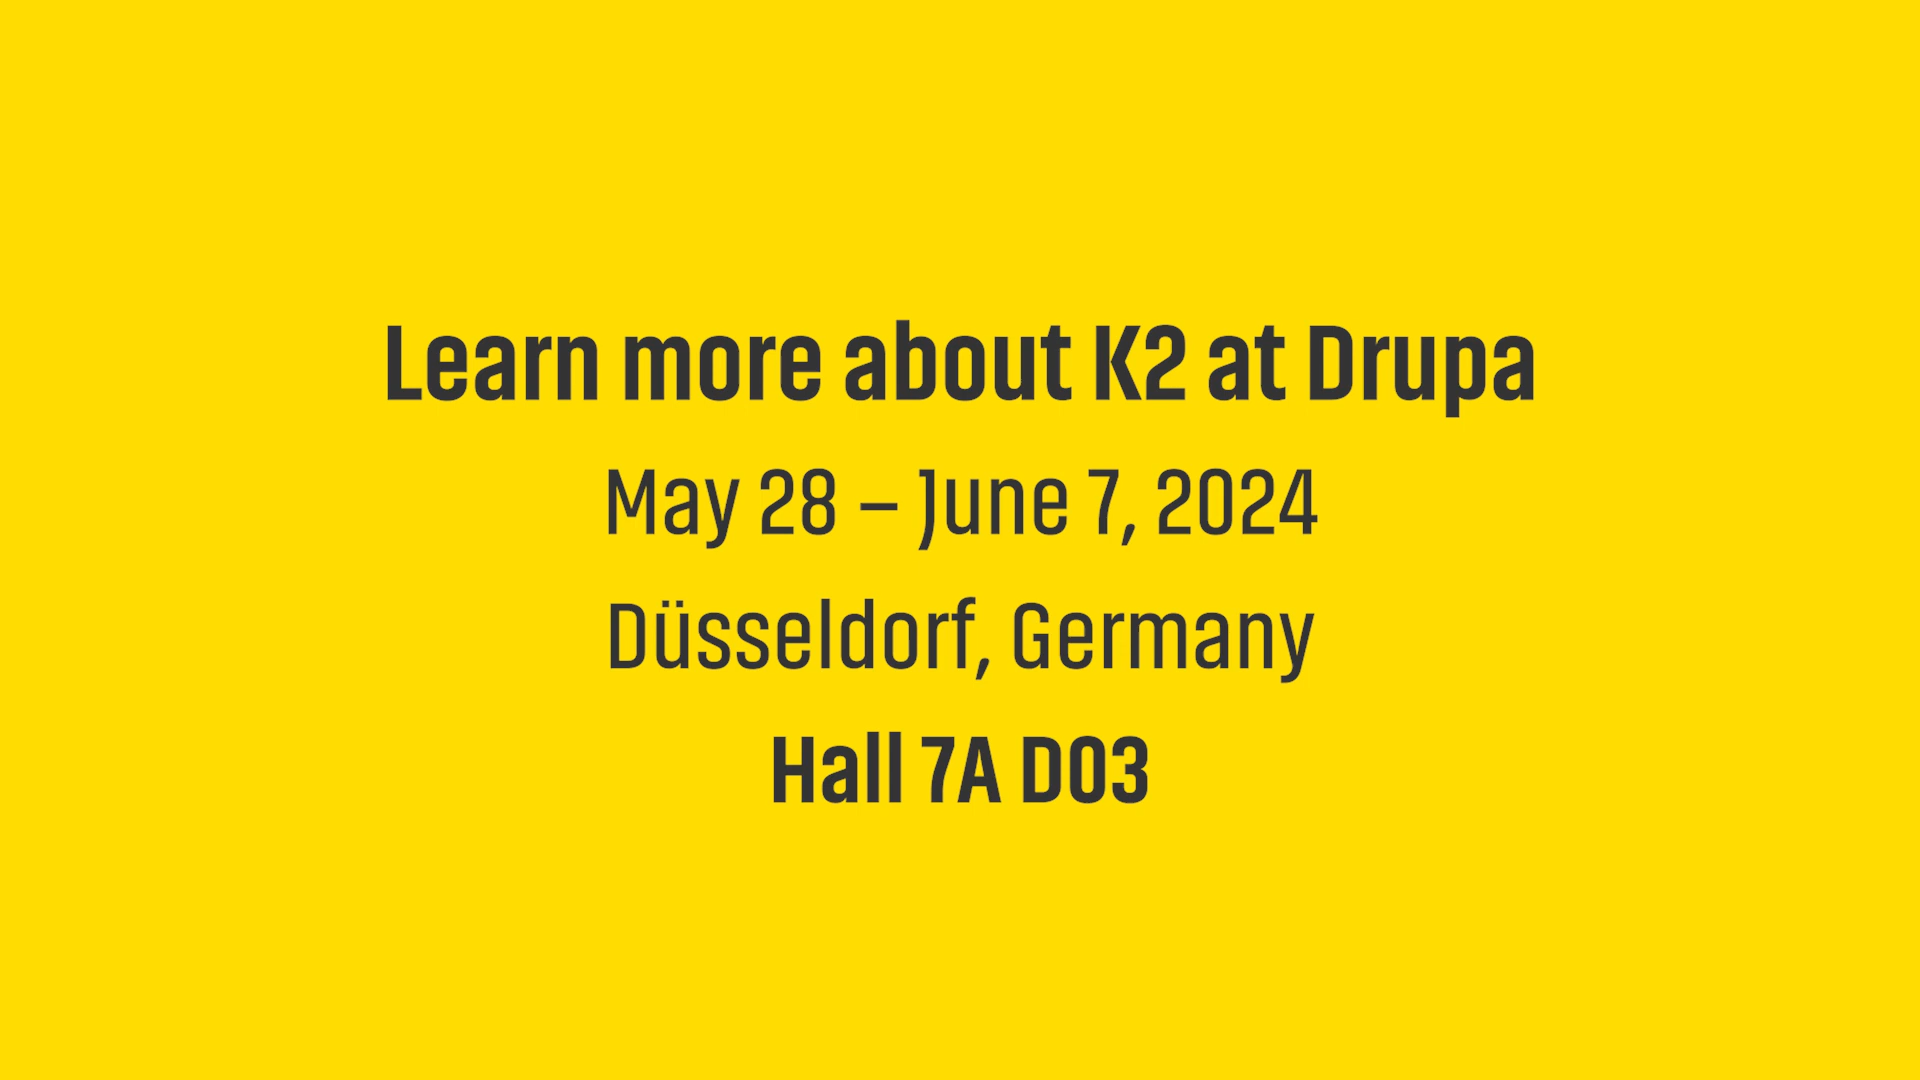 Learn more about K2 at Drupa
May 28 – June 7, 2024
Düsseldorf, Germany
Hall 7A D03